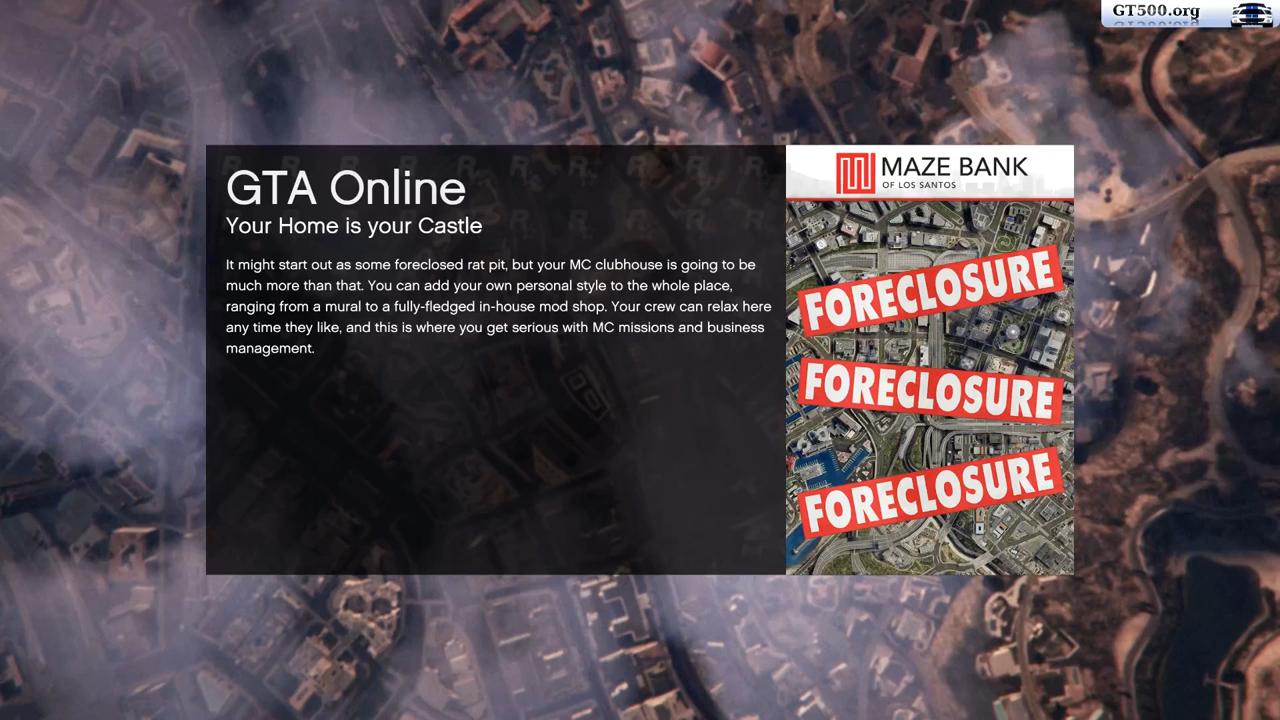 GT500.org
GTA Online
Your Home is your Castle
It might start out as some foreclosed rat pit, but your MC clubhouse is going to be
much more than that. You can add your own personal style to the whole place,
ranging from a mural to a fully-fledged in-house mod shop. Your crew can relax here
any time they like, and this is where you get serious with MC missions and business
management.
MAZE BANK
OF LOS SANTOS
FORECLOSURE
FORECLOSURE
FORECLOSURE